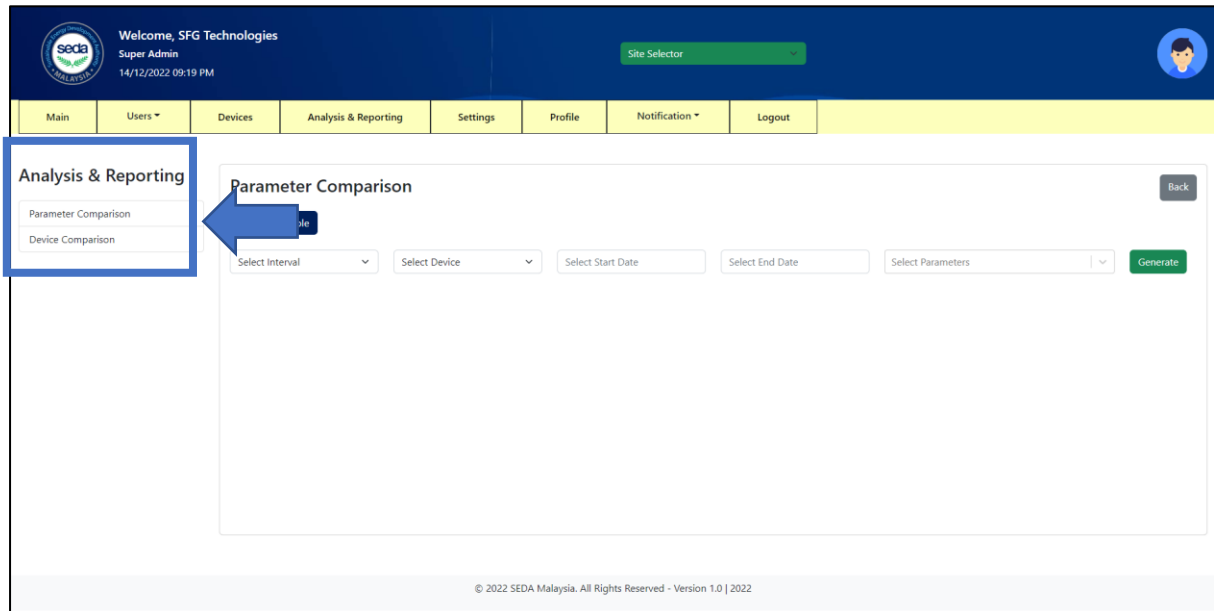 seda
MALAYSIA
Welcome, SFG Technologies
Super Admin
14/12/2022 09:19 PM
Site Selector
Main Users Devices Analysis & Reporting Settings Profile Notification Logout
Analysis & Reporting
Parameter Comparison
Device Comparison
Parameter Comparison
Back
Select Interval Select Device Select Start Date Select End Date Select Parameters Generate
© 2022 SEDA Malaysia. All Rights Reserved - Version 1.0 | 2022